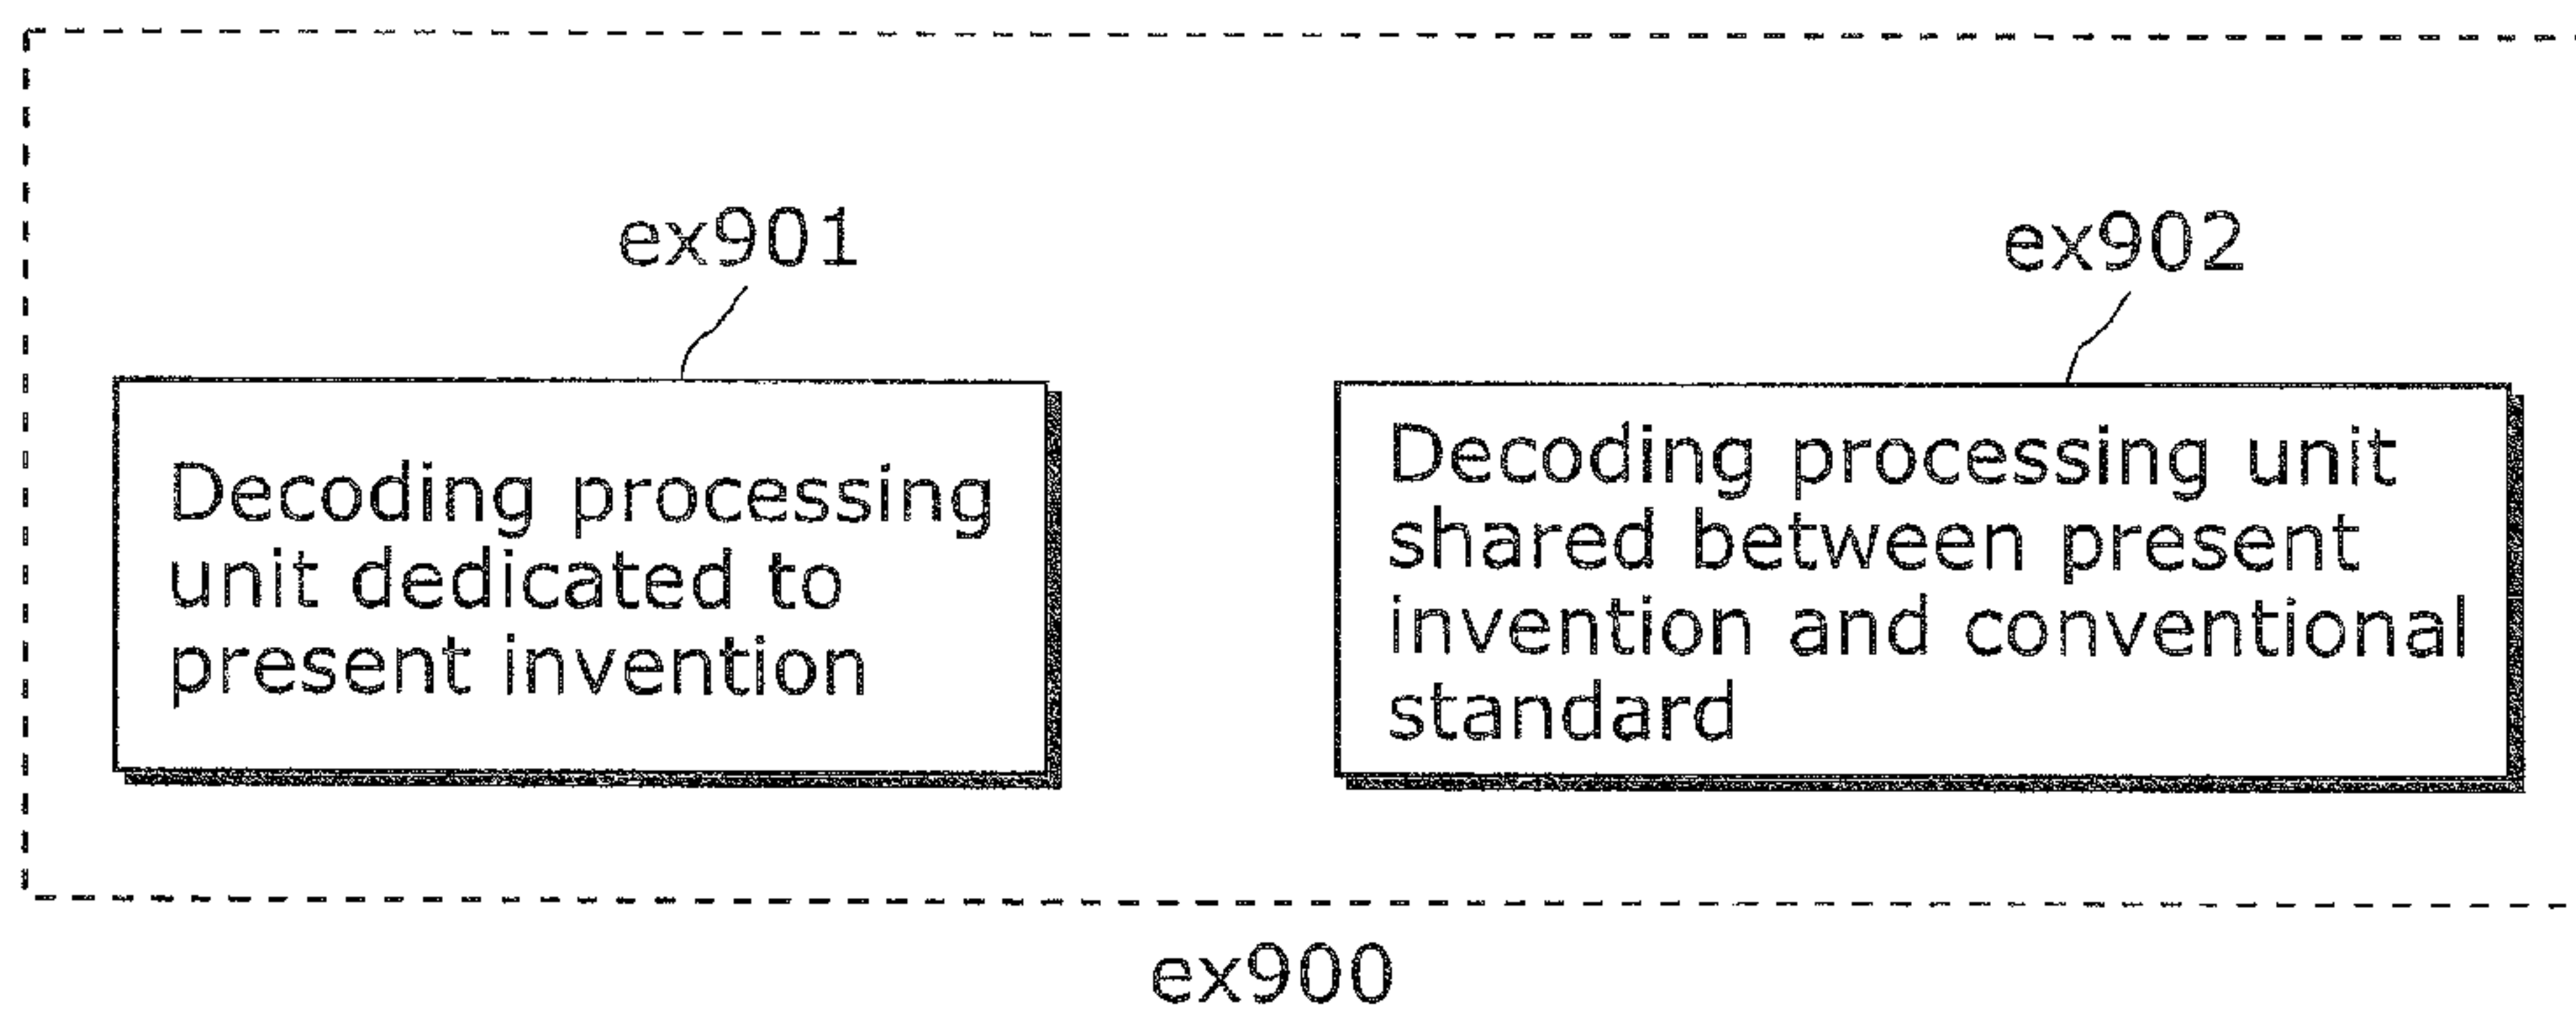 ex901
Decoding processing
unit dedicated to
present invention
ex902
Decoding processing unit
shared between present
invention and conventional
standard
ex900